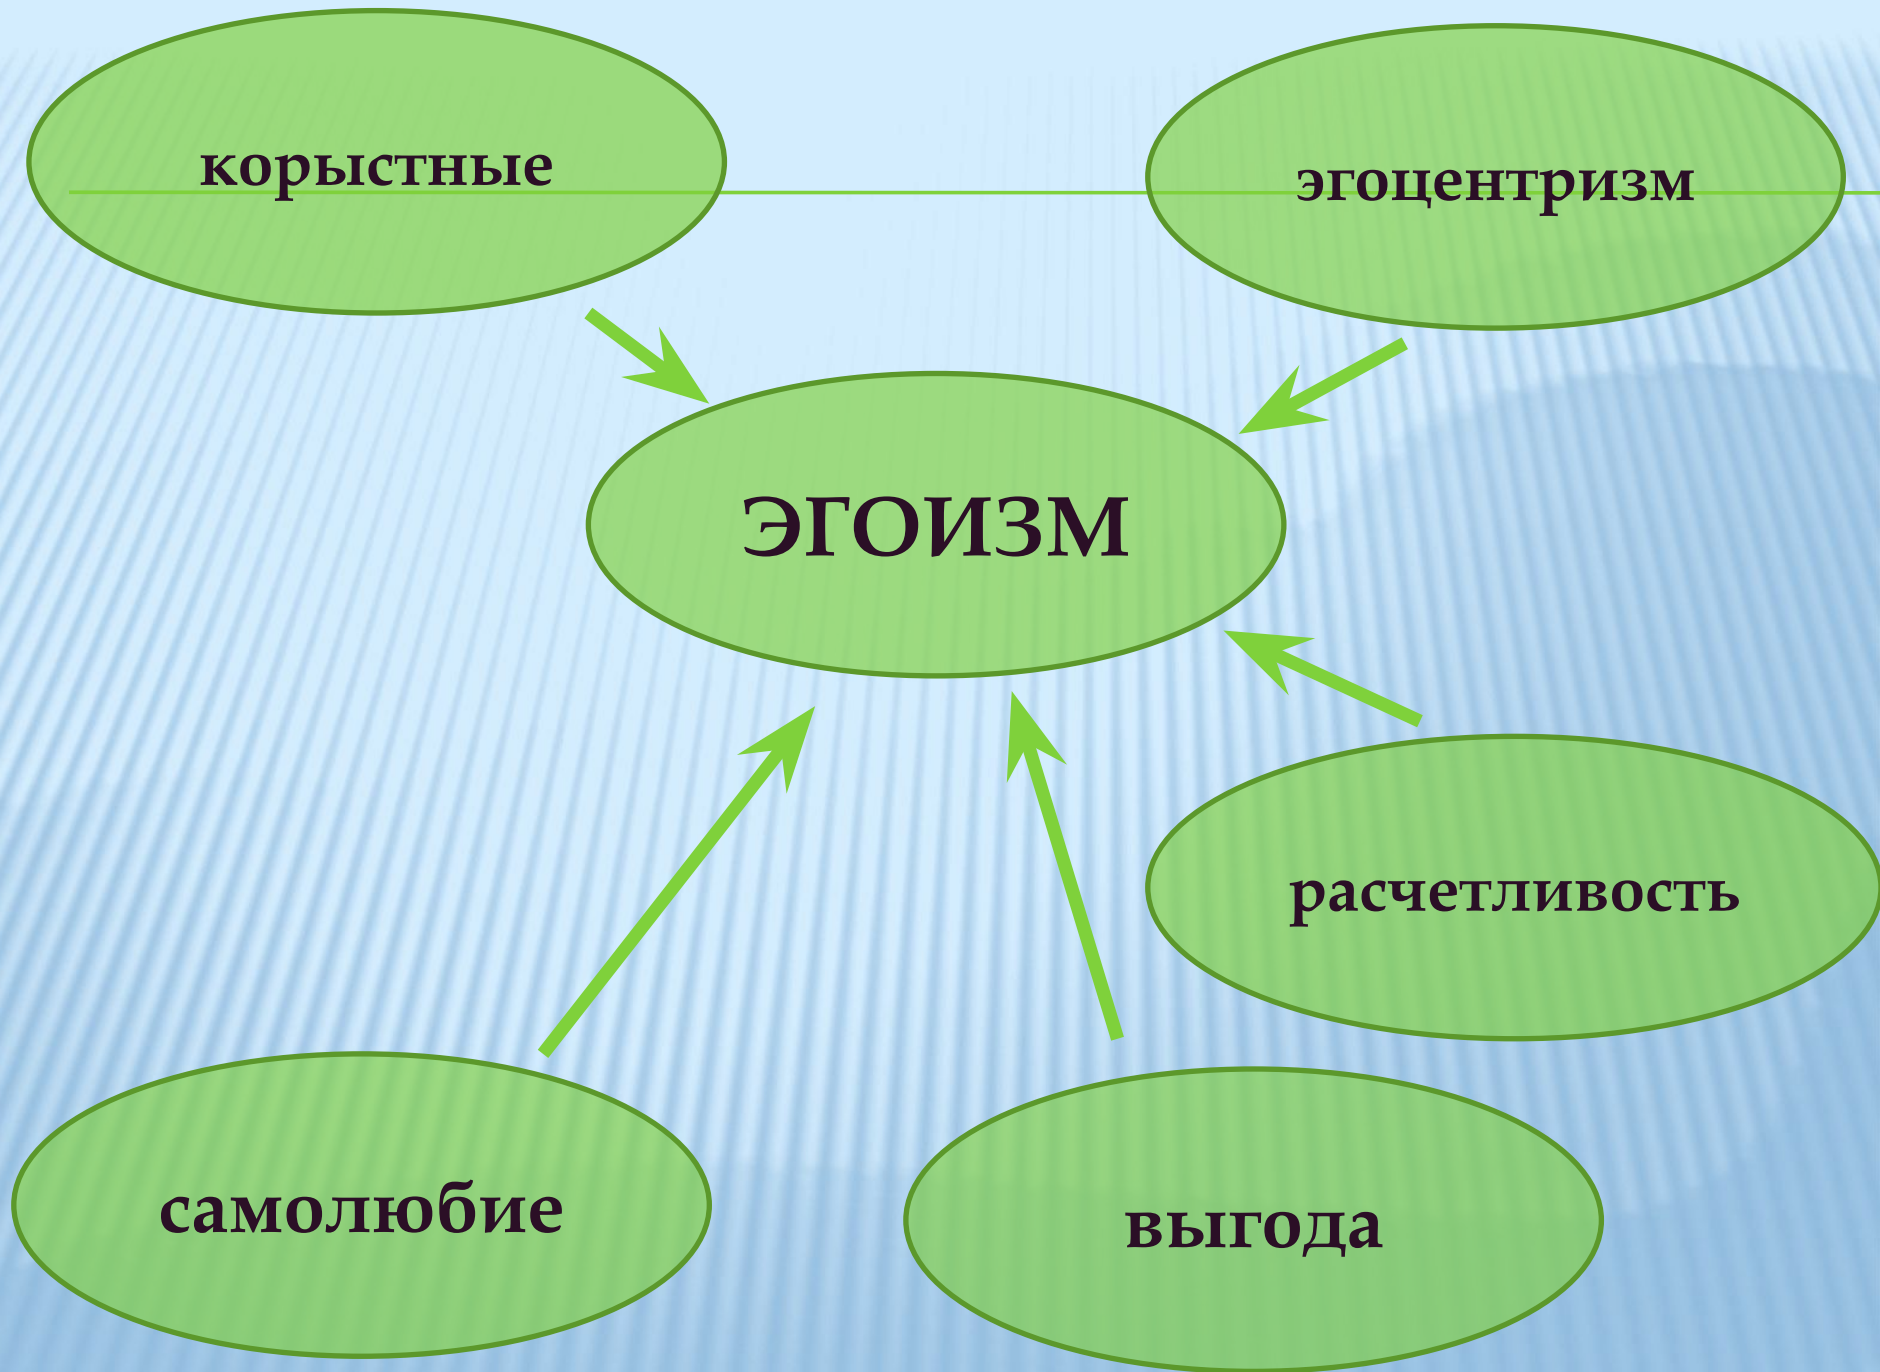 корыстные
эгоцентризм
ЭГОИЗМ
расчетливость
самолюбие
выгода